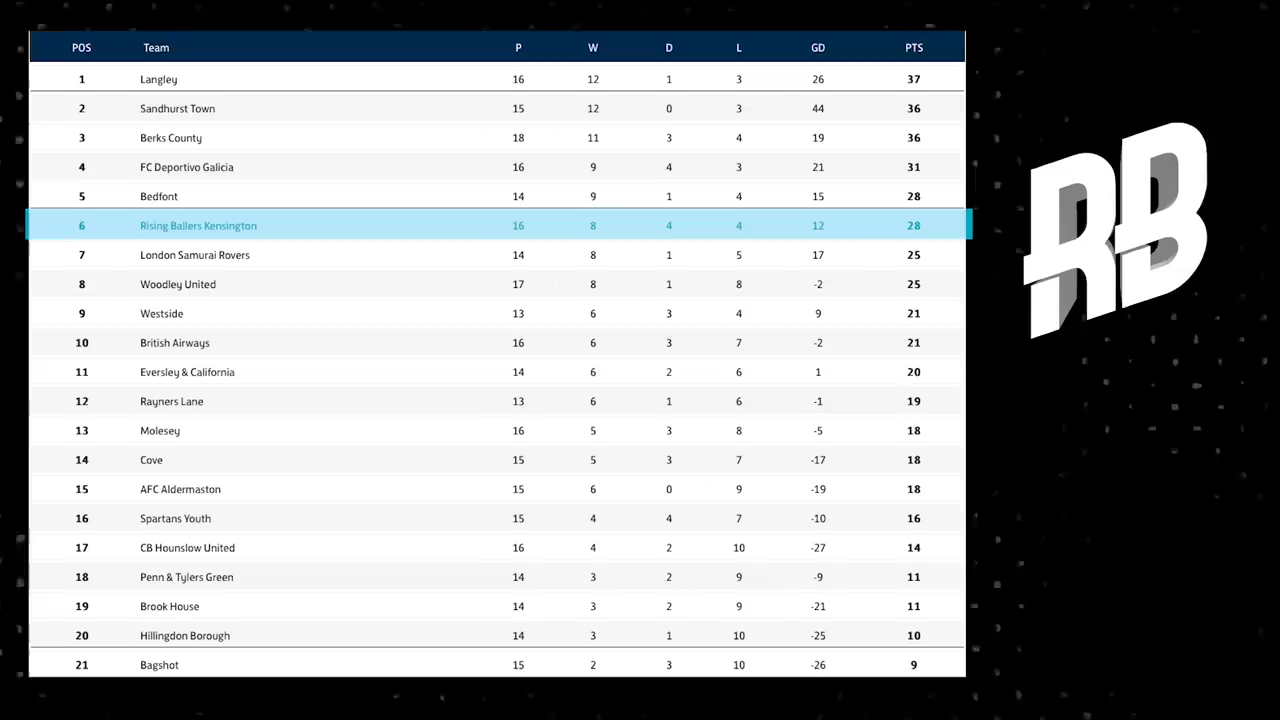 POS Team P W D L GD PTS
1 Langley 16 12 1 3 26 37
2 Sandhurst Town 15 12 0 3 44 36
3 Berks County 18 11 3 4 19 36
4 FC Deportivo Galicia 16 9 4 3 21 31
5 Bedfont 14 9 1 4 15 28
6 Rising Ballers Kensington 16 8 4 4 12 28
7 London Samurai Rovers 14 8 1 5 17 25
8 Woodley United 17 8 1 8 -2 25
9 Westside 13 6 3 4 9 21
10 British Airways 16 6 3 7 -2 21
11 Eversley & California 14 6 2 6 1 20
12 Rayners Lane 13 6 1 6 -1 19
13 Molesey 16 5 3 8 -5 18
14 Cove 15 5 3 7 -17 18
15 AFC Aldermaston 15 6 0 9 -19 18
16 Spartans Youth 15 4 4 7 -10 16
17 CB Hounslow United 16 4 2 10 -27 14
18 Penn & Tylers Green 14 3 2 9 -9 11
19 Brook House 14 3 2 9 -21 11
20 Hillingdon Borough 14 3 1 10 -25 10
21 Bagshot 15 2 3 10 -26 9
RB